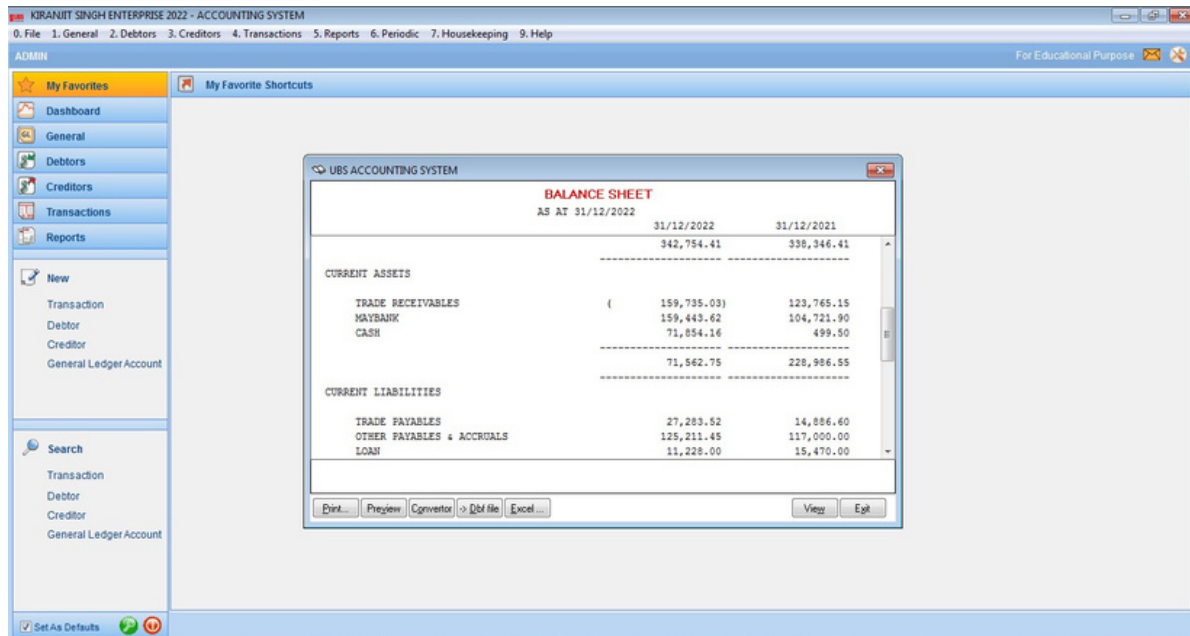 KIRANJIT SINGH ENTERPRISE 2022 - ACCOUNTING SYSTEM
0. File 1. General 2. Debtors 3. Creditors 4. Transactions 5. Reports 6. Periodic 7. Housekeeping 9. Help
ADMIN For Educational Purpose
My Favorites
Dashboard
General
Debtors
Creditors
Transactions
Reports
New
Transaction
Debtor
Creditor
General Ledger Account
Search
Transaction
Debtor
Creditor
General Ledger Account
Set As Defaults
My Favorite Shortcuts
UBS ACCOUNTING SYSTEM
BALANCE SHEET
AS AT 31/12/2022
31/12/2022 31/12/2021
342,754.41 338,346.41
CURRENT ASSETS
TRADE RECEIVABLES ( 159,735.03) 123,765.15
MAYBANK 159,443.62 104,721.90
CASH 71,854.16 499.50
71,562.75 228,986.55
CURRENT LIABILITIES
TRADE PAYABLES 27,283.52 14,886.60
OTHER PAYABLES & ACCRUALS 125,211.45 117,000.00
LOAN 11,228.00 15,470.00
Print... Preview Convertor -> Dbf file Excel ... View Exit